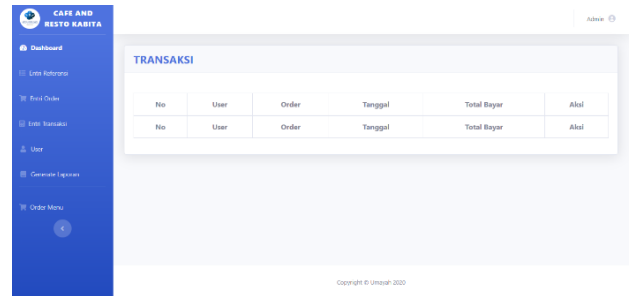 CAFE AND
RESTO KABITA
Admin
Dashboard
TRANSAKSI
Entri Referensi
Entri Order
No User Order Tanggal Total Bayar Aksi
Entri Transaksi
No User Order Tanggal Total Bayar Aksi
User
Generate Laporan
Order Menu
Copyright © Umayah 2020